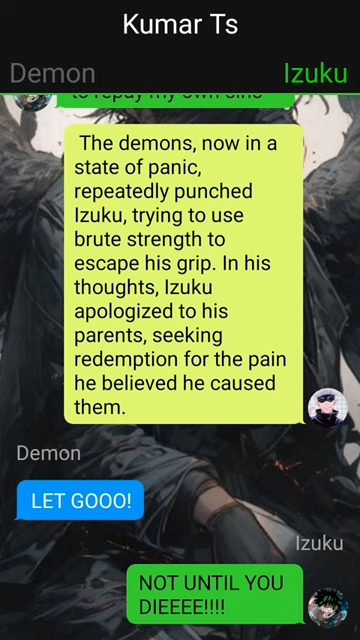 Kumar Ts
Demon
Izuku
to repay my own sins
The demons, now in a
state of panic,
repeatedly punched
Izuku, trying to use
brute strength to
escape his grip. In his
thoughts, Izuku
apologized to his
parents, seeking
redemption for the pain
he believed he caused
them.
Demon
LET GOOO!
Izuku
NOT UNTIL YOU
DIEEEE!!!!